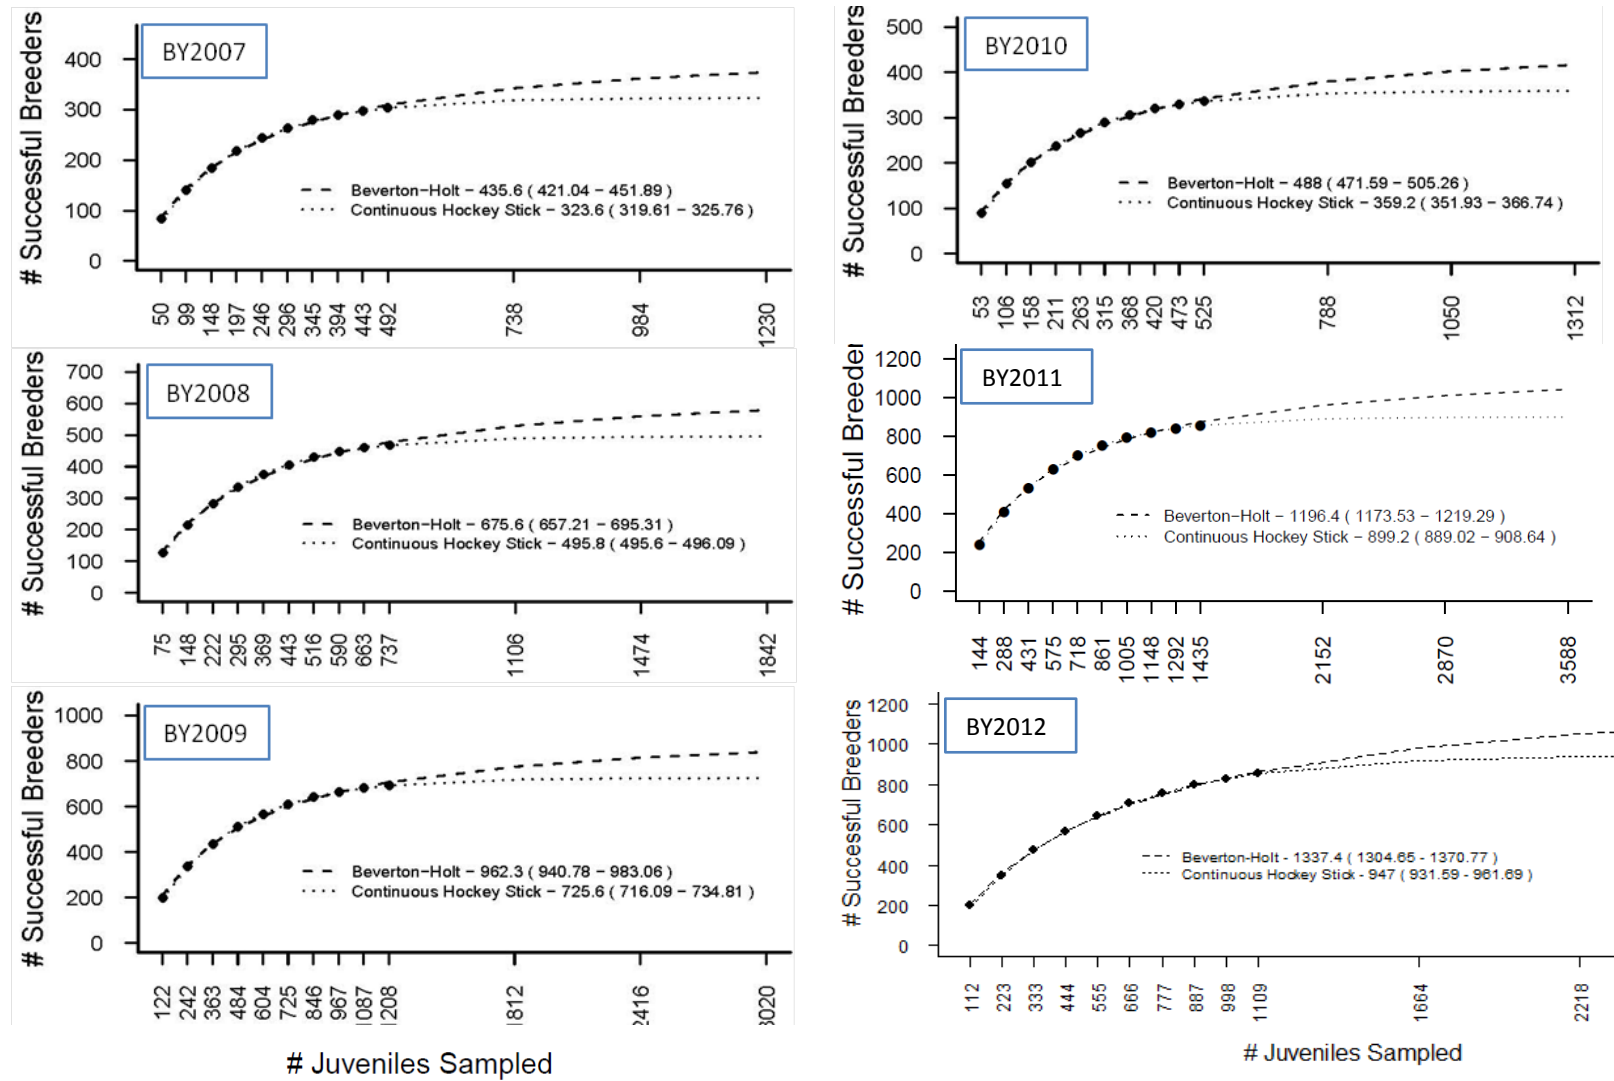 # Successful Breeders
BY2007
400
300
200
100
0
Beverton-Holt − 435.6 ( 421.04 − 451.89 )
Continuous Hockey Stick − 323.6 ( 319.61 − 325.76 )
50 99 148 197 246 296 345 394 443 492 738 984 1230
# Successful Breeders
BY2010
500
400
300
200
100
0
Beverton−Holt − 488 ( 471.59 − 505.26 )
Continuous Hockey Stick − 359.2 ( 351.93 − 366.74 )
53 106 158 211 263 315 368 420 473 525 788 1050 1312
# Successful Breeders
BY2008
700
600
500
400
300
200
100
0
Beverton-Holt − 675.6 ( 657.21 − 695.31 )
Continuous Hockey Stick − 495.8 ( 495.6 − 496.09 )
75 148 222 295 369 443 516 590 663 737 1106 1474 1842
# Successful Breeder
BY2011
1200
1000
800
600
400
200
0
Beverton-Holt − 1196.4 ( 1173.53 − 1219.29 )
Continuous Hockey Stick − 899.2 ( 889.02 − 908.64 )
144 288 431 575 718 861 1005 1148 1292 1435 2152 2870 3588
# Successful Breeders
BY2009
1000
800
600
400
200
0
Beverton-Holt − 962.3 ( 940.78 − 983.06 )
Continuous Hockey Stick − 725.6 ( 716.09 − 734.81 )
122 242 363 484 604 725 846 967 1087 1208 1812 2416 3020
# Juveniles Sampled
# Successful Breeders
BY2012
1200
1000
800
600
400
200
0
Beverton-Holt - 1337.4 ( 1304.65 - 1370.77 )
Continuous Hockey Stick - 947 ( 931.59 - 961.69 )
112 223 333 444 555 666 777 887 998 1109 1664 2218
# Juveniles Sampled